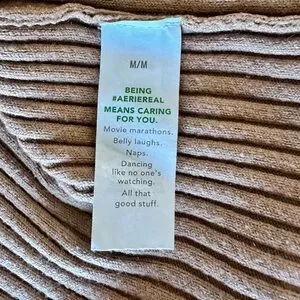 M/M
BEING
#AERIEREAL
MEANS CARING
FOR YOU.
Movie marathons.
Belly laughs.
Naps.
Dancing
like no one's
watching.
All that
good stuff.